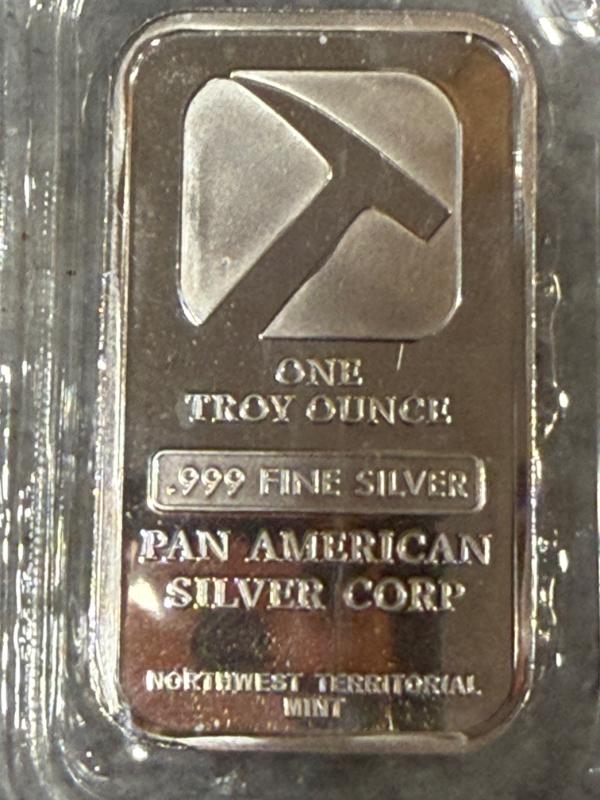 ONE
TROY OUNCE
.999 FINE SILVER
PAN AMERICAN
SILVER CORP
NORTHWEST TERRITORIAL
MINT